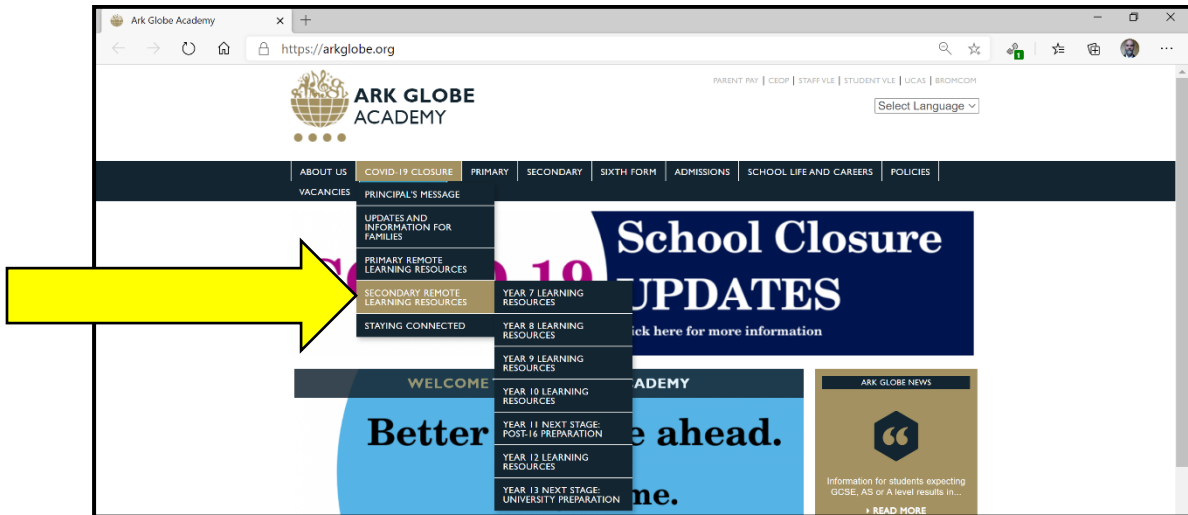 Ark Globe Academy
https://arkglobe.org
1
ARK GLOBE
ACADEMY
PARENT PAY | CEOP | STAFF VLE | STUDENT VLE | UCAS | BROMCOM
Select Language
ABOUT US
COVID-19 CLOSURE
PRIMARY
SECONDARY
SIXTH FORM
ADMISSIONS
SCHOOL LIFE AND CAREERS
POLICIES
VACANCIES
PRINCIPAL'S MESSAGE
UPDATES AND
INFORMATION FOR
FAMILIES
PRIMARY REMOTE
LEARNING RESOURCES
SECONDARY REMOTE
LEARNING RESOURCES
STAYING CONNECTED
YEAR 7 LEARNING
RESOURCES
YEAR 8 LEARNING
RESOURCES
YEAR 9 LEARNING
RESOURCES
YEAR 10 LEARNING
RESOURCES
YEAR 11 NEXT STAGE:
POST-16 PREPARATION
YEAR 12 LEARNING
RESOURCES
YEAR 13 NEXT STAGE:
UNIVERSITY PREPARATION
19
School Closure
UPDATES
ick here for more information
WELCOME
ADEMY
Better
e ahead.
me.
ARK GLOBE NEWS
Information for students expecting
GCSE, AS or A level results in...
READ MORE